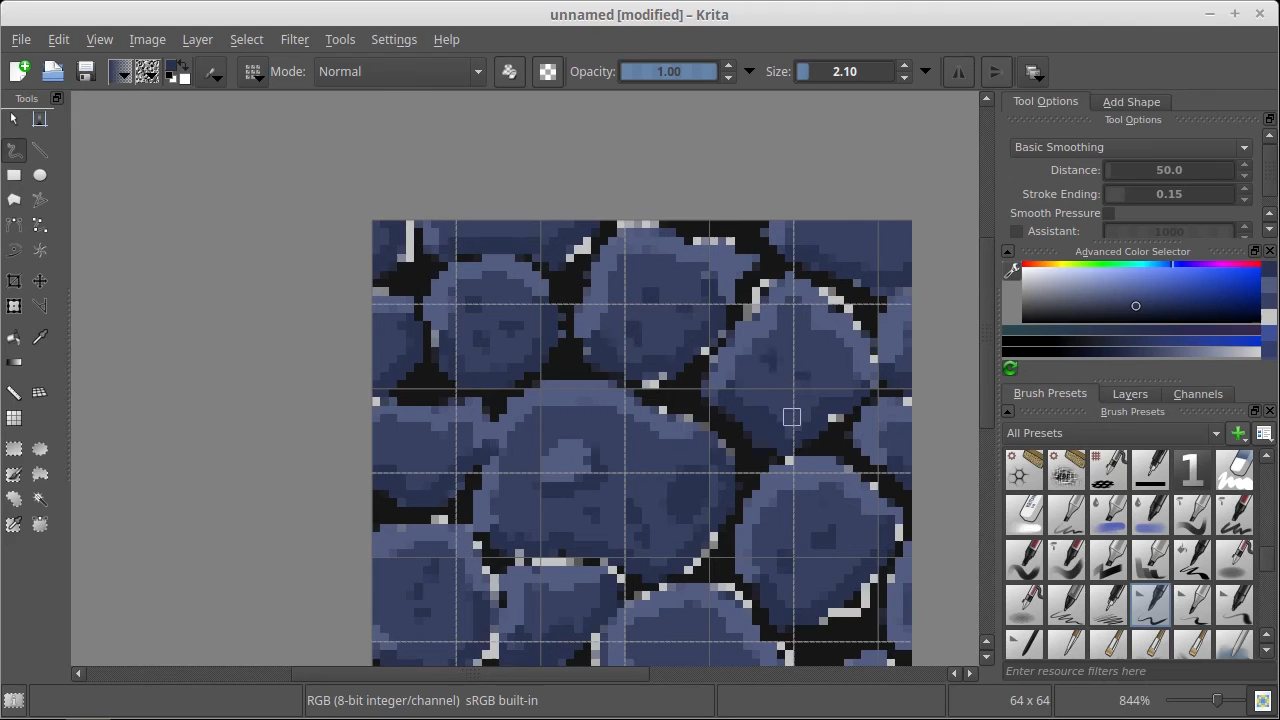 unnamed [modified] – Krita
File Edit View Image Layer Select Filter Tools Settings Help
Mode: Normal Opacity: 1.00 Size: 2.10
Tools
Tool Options Add Shape
Tool Options
Basic Smoothing
Distance: 50.0
Stroke Ending: 0.15
Smooth Pressure
Assistant: 1000
Advanced Color Selector
Brush Presets Layers Channels
Brush Presets
All Presets
1
Enter resource filters here
RGB (8-bit integer/channel) sRGB built-in 64 x 64 844%